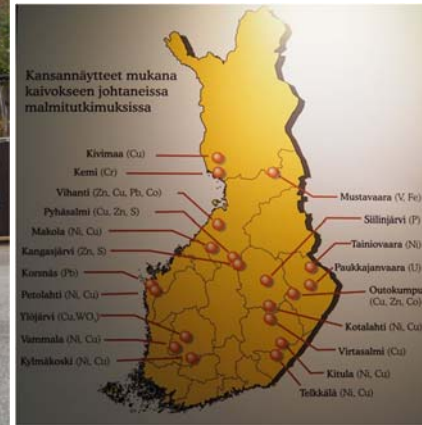 Kansannäytteet mukana
kaivokseen johtaneissa
malmitutkimuksissa
Kivimaa (Cu)
Kemi (Cr)
Vihanti (Zn, Cu, Pb, Co)
Pyhäsalmi (Cu, Zn, S)
Makola (Ni, Cu)
Kangasjärvi (Zn, S)
Korsnäs (Pb)
Petolahti (Ni, Cu)
Ylöjärvi (Cu,WO₃)
Vammala (Ni, Cu)
Kylmäkoski (Ni, Cu)
Mustavaara (V, Fe)
Siilinjärvi (P)
Tainiovaara (Ni)
Paukkajanvaara (U)
Outokumpu
(Cu, Zn, Co)
Kotalahti (Ni, Cu)
Virtasalmi (Cu)
Kitula (Ni, Cu)
Telkkälä (Ni, Cu)